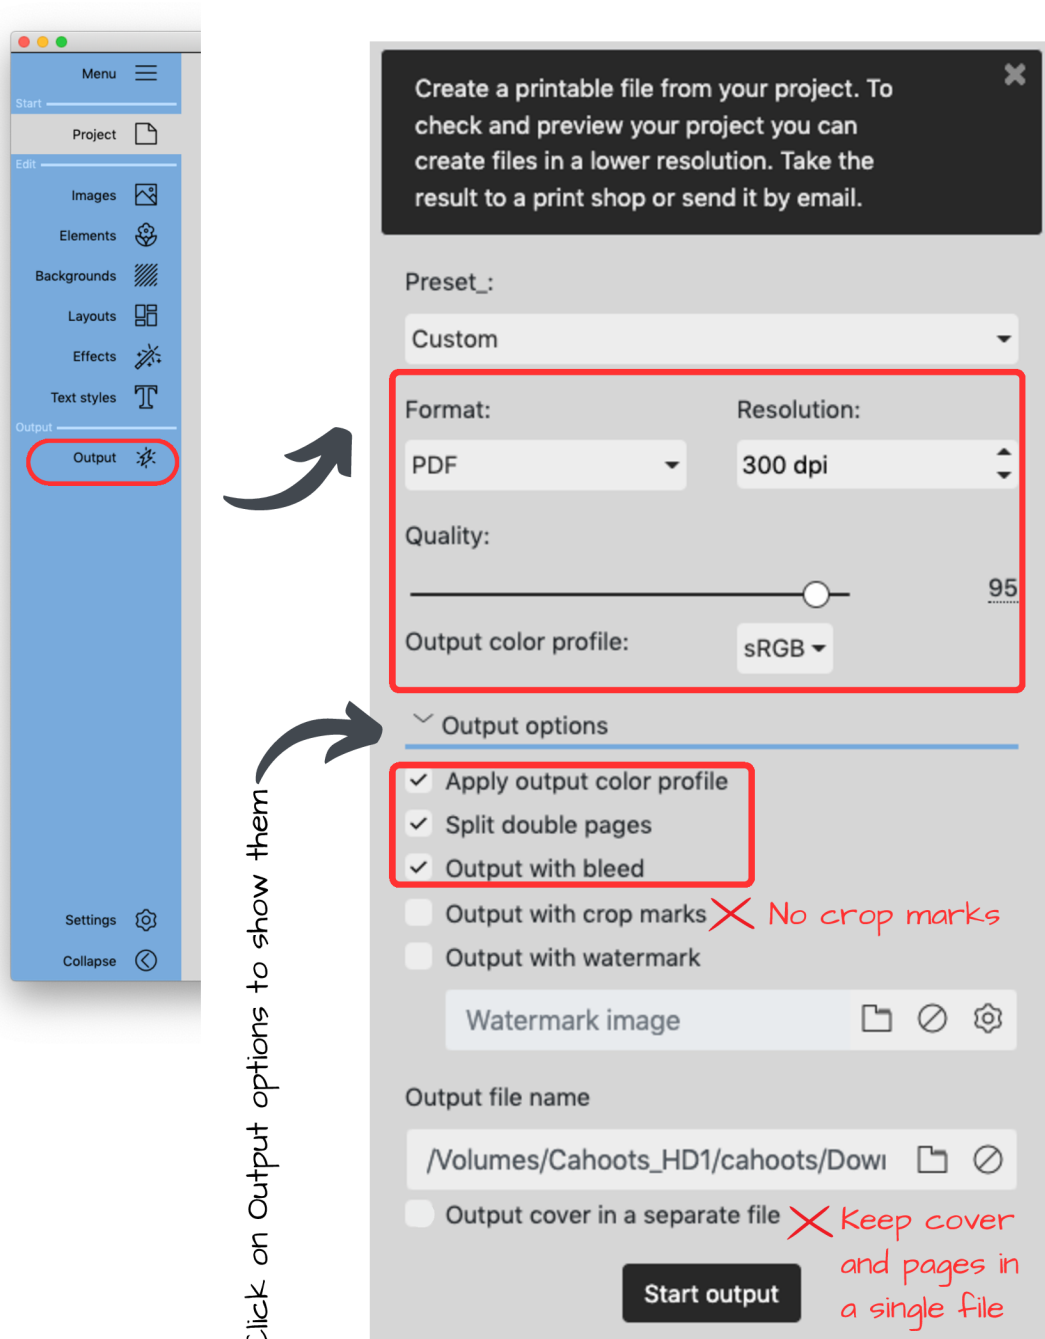 Menu
Start
Project
Edit
Images
Elements
Backgrounds
Layouts
Effects
Text styles
Output
Output
Settings
Collapse
Click on Output options to show them
Create a printable file from your project. To
check and preview your project you can
create files in a lower resolution. Take the
result to a print shop or send it by email.
Preset_:
Custom
Format:
Resolution:
PDF
300 dpi
Quality:
95
Output color profile:
sRGB
Output options
Apply output color profile
Split double pages
Output with bleed
Output with crop marks
No crop marks
Output with watermark
Watermark image
Output file name
/Volumes/Cahoots_HD1/cahoots/Dow
Output cover in a separate file
Keep cover
and pages in
a single file
Start output